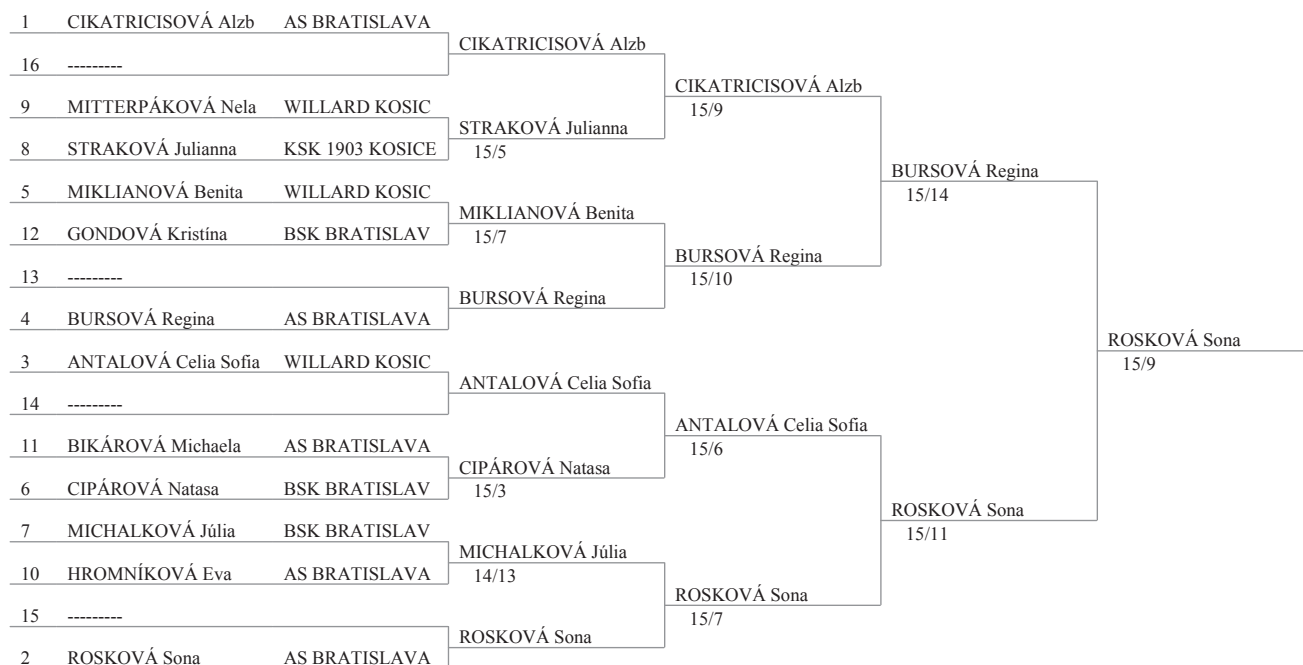 1 CIKATRICISOVÁ Alzb AS BRATISLAVA
CIKATRICISOVÁ Alzb
16 ---------
CIKATRICISOVÁ Alzb
15/9
9 MITTERPÁKOVÁ Nela WILLARD KOSIC
STRAKOVÁ Julianna
15/5
8 STRAKOVÁ Julianna KSK 1903 KOSICE
BURSOVÁ Regina
15/14
5 MIKLIANOVÁ Benita WILLARD KOSIC
MIKLIANOVÁ Benita
15/7
12 GONDOVÁ Kristína BSK BRATISLAV
BURSOVÁ Regina
15/10
13 ---------
BURSOVÁ Regina
4 BURSOVÁ Regina AS BRATISLAVA
ROSKOVÁ Sona
15/9
3 ANTALOVÁ Celia Sofia WILLARD KOSIC
ANTALOVÁ Celia Sofia
14 ---------
ANTALOVÁ Celia Sofia
15/6
11 BIKÁROVÁ Michaela AS BRATISLAVA
CIPÁROVÁ Natasa
15/3
6 CIPÁROVÁ Natasa BSK BRATISLAV
ROSKOVÁ Sona
15/11
7 MICHALKOVÁ Júlia BSK BRATISLAV
MICHALKOVÁ Júlia
14/13
10 HROMNÍKOVÁ Eva AS BRATISLAVA
ROSKOVÁ Sona
15/7
15 ---------
ROSKOVÁ Sona
2 ROSKOVÁ Sona AS BRATISLAVA